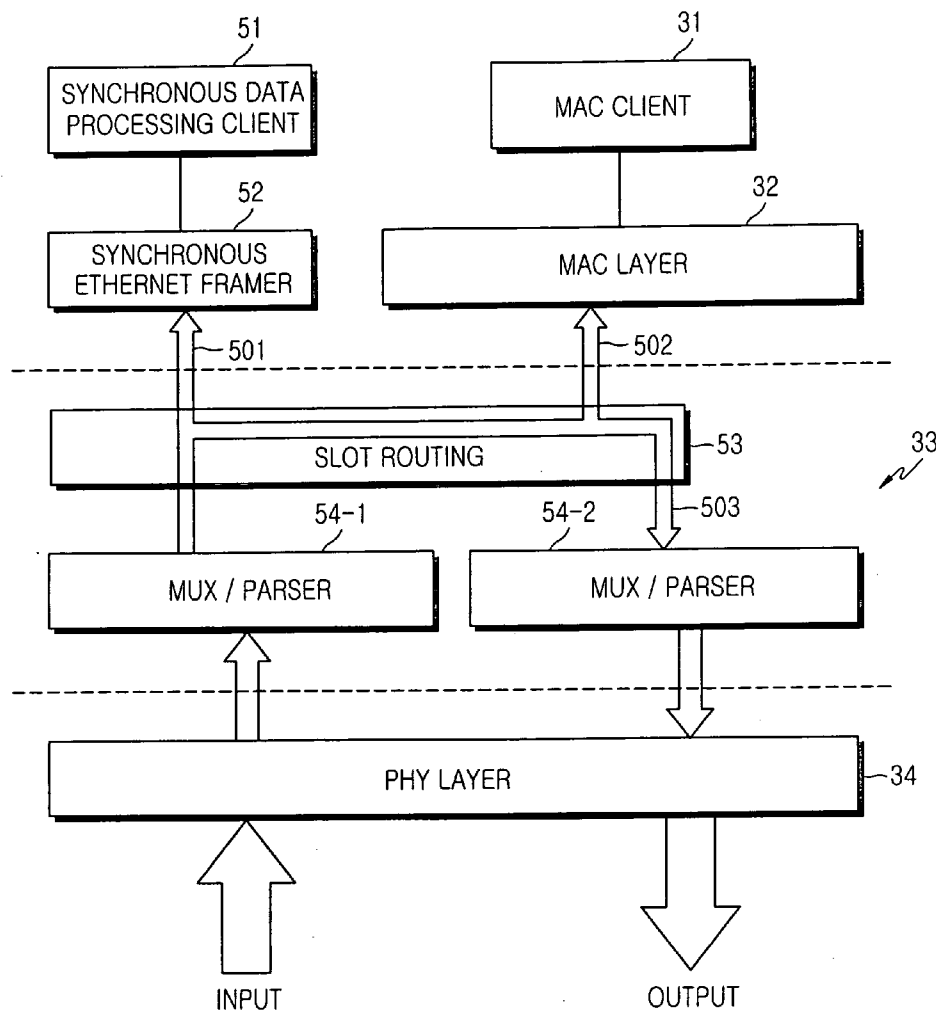 51
31
SYNCHRONOUS DATA
PROCESSING CLIENT
MAC CLIENT
52
32
SYNCHRONOUS
ETHERNET FRAMER
MAC LAYER
501
502
SLOT ROUTING
53
33
503
54-1
54-2
MUX / PARSER
MUX / PARSER
PHY LAYER
34
INPUT
OUTPUT